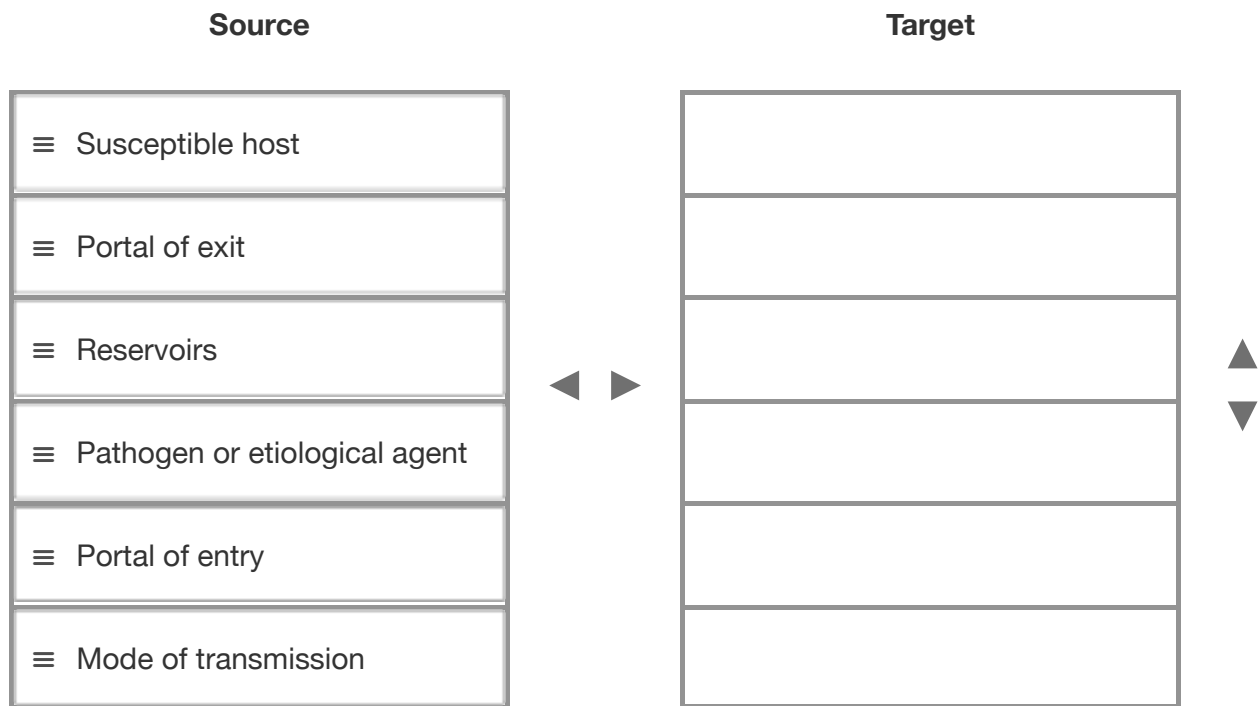 Source
Target
Susceptible host
Portal of exit
Reservoirs
Pathogen or etiological agent
Portal of entry
Mode of transmission